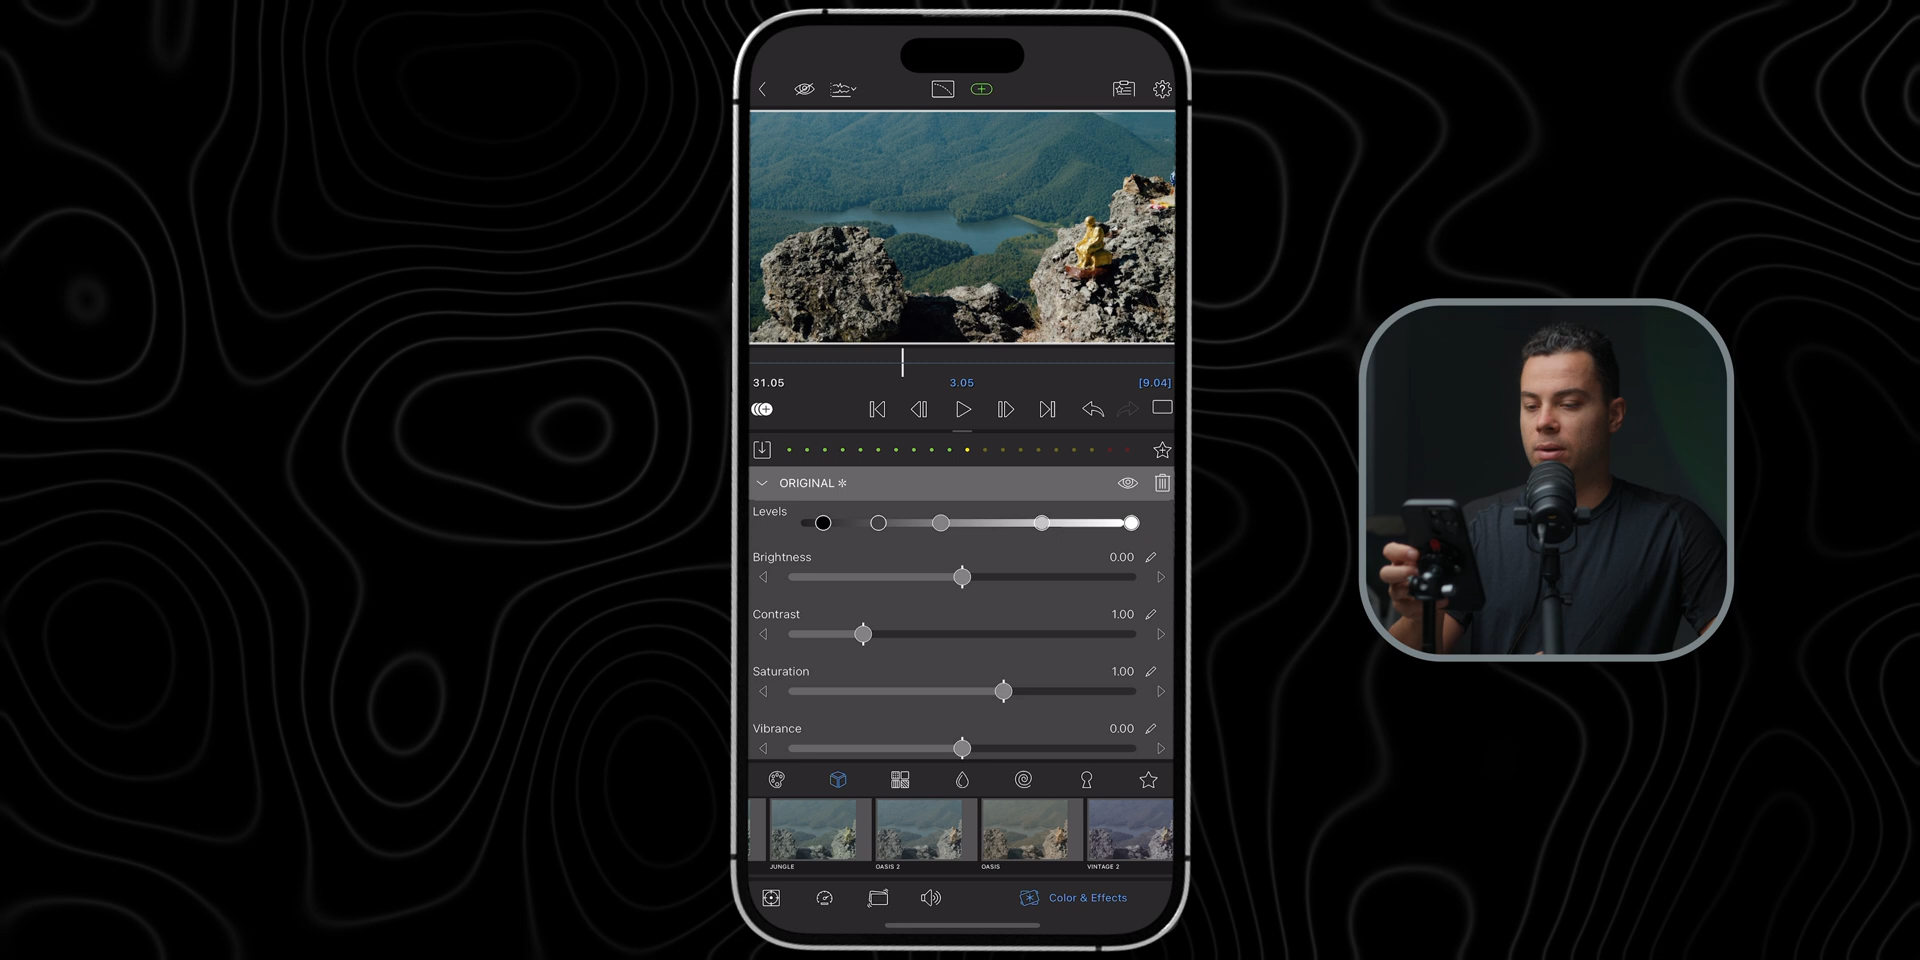 31.05
3.05
[9.04]
ORIGINAL ✲
Levels
Brightness 0.00
Contrast 1.00
Saturation 1.00
Vibrance 0.00
JUNGLE
OASIS 2
OASIS
VINTAGE 2
Color & Effects